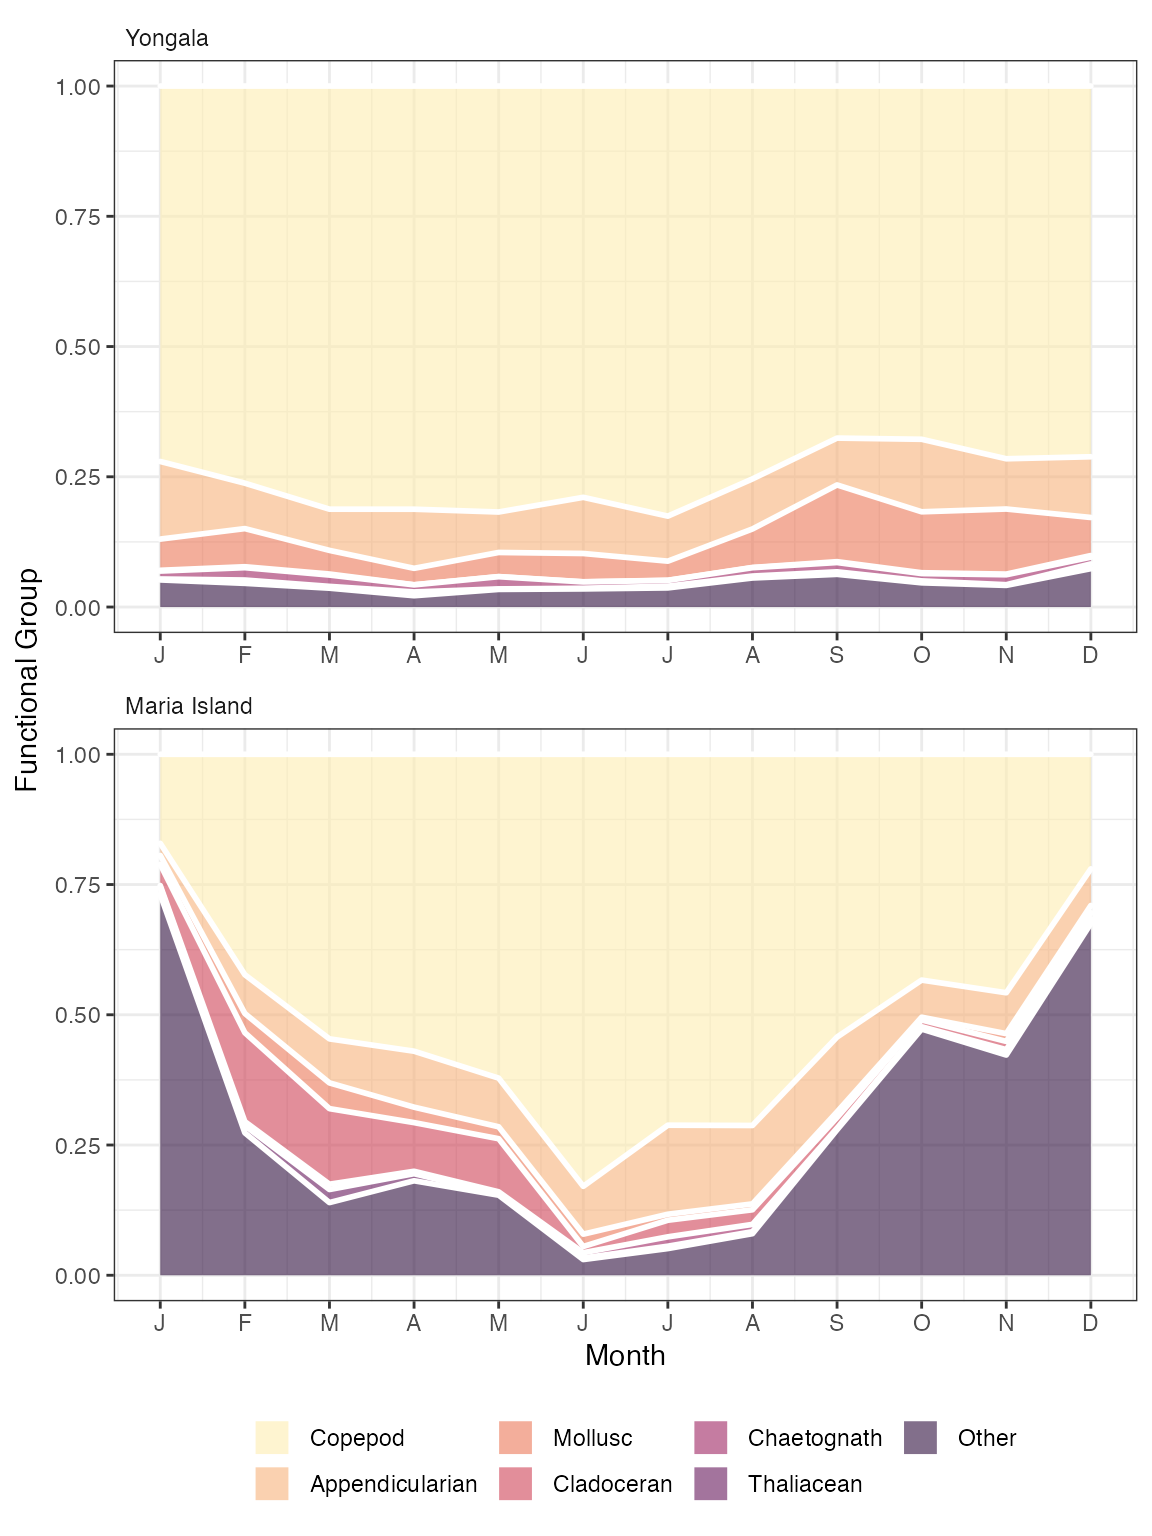 Yongala
1.00
0.75
0.50
0.25
0.00
J F M A M J J A S O N D
Functional Group
Maria Island
1.00
0.75
0.50
0.25
0.00
J F M A M J J A S O N D
Month
Copepod Mollusc Chaetognath Other
Appendicularian Cladoceran Thaliacean